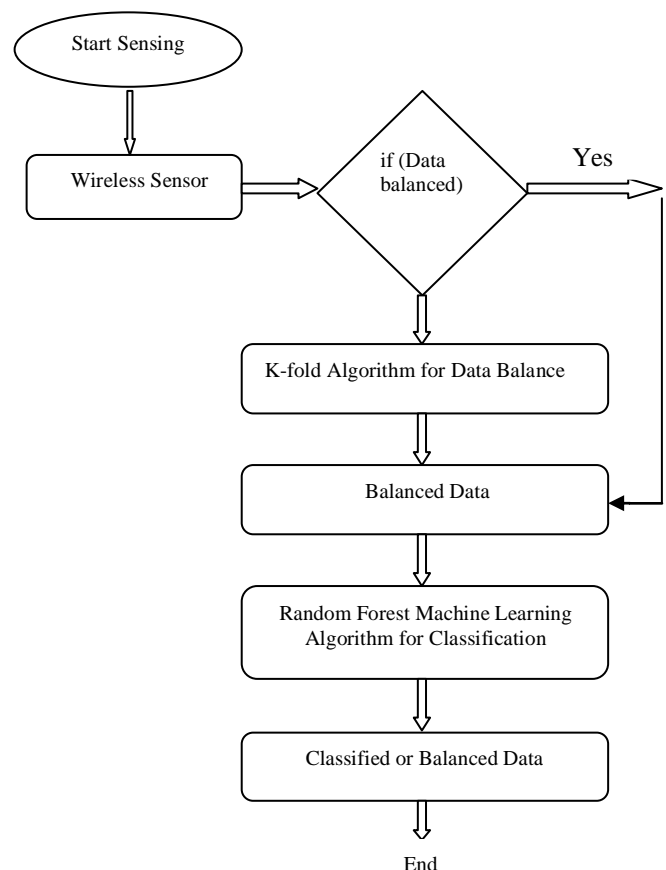 Start Sensing
Wireless Sensor
if (Data
balanced)
Yes
K-fold Algorithm for Data Balance
Balanced Data
Random Forest Machine Learning
Algorithm for Classification
Classified or Balanced Data
End